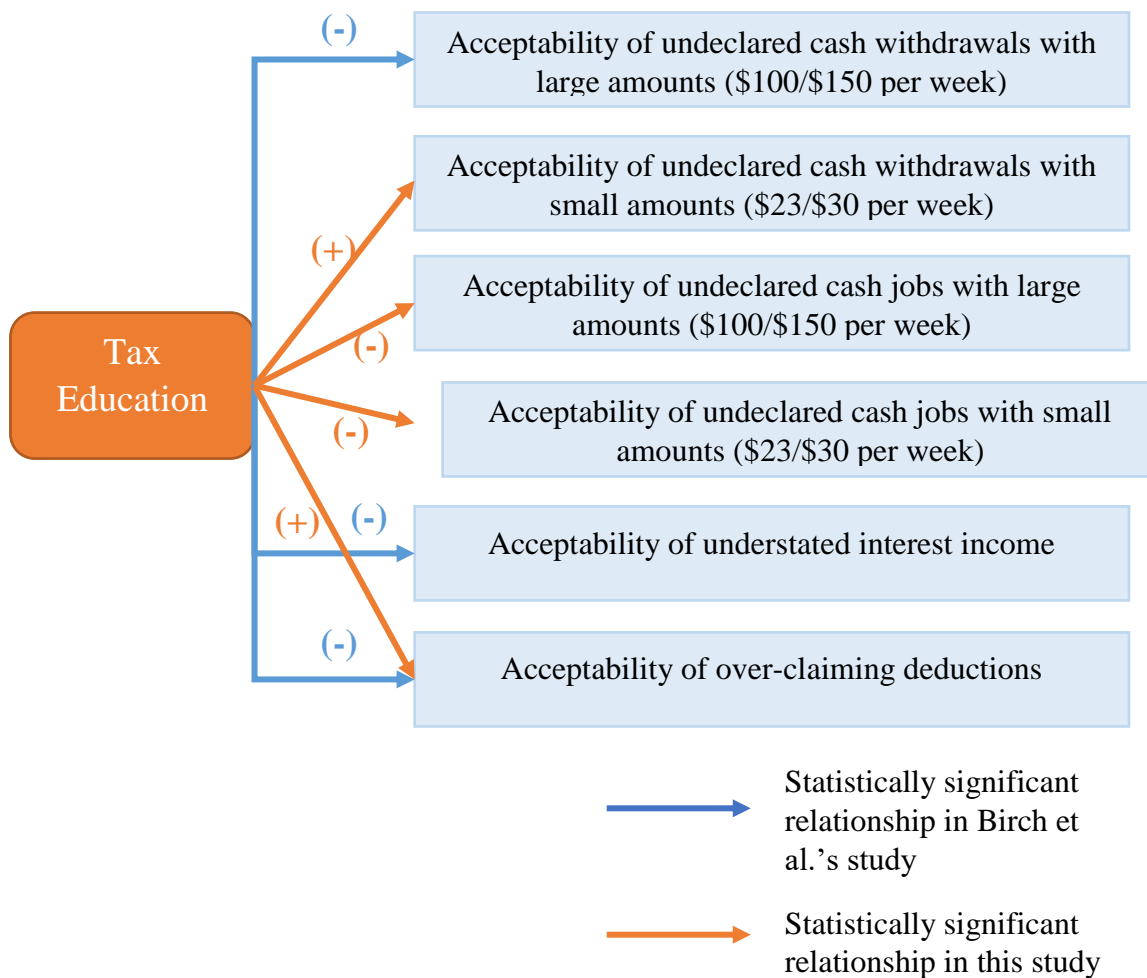 (-)
Acceptability of undeclared cash withdrawals with
large amounts ($100/$150 per week)
Acceptability of undeclared cash withdrawals with
small amounts ($23/$30 per week)
(+)
Acceptability of undeclared cash jobs with large
amounts ($100/$150 per week)
(-)
Tax
Education
Acceptability of undeclared cash jobs with small
amounts ($23/$30 per week)
(-)
(+) (-)
Acceptability of understated interest income
(-)
Acceptability of over-claiming deductions
Statistically significant
relationship in Birch et
al.’s study
Statistically significant
relationship in this study